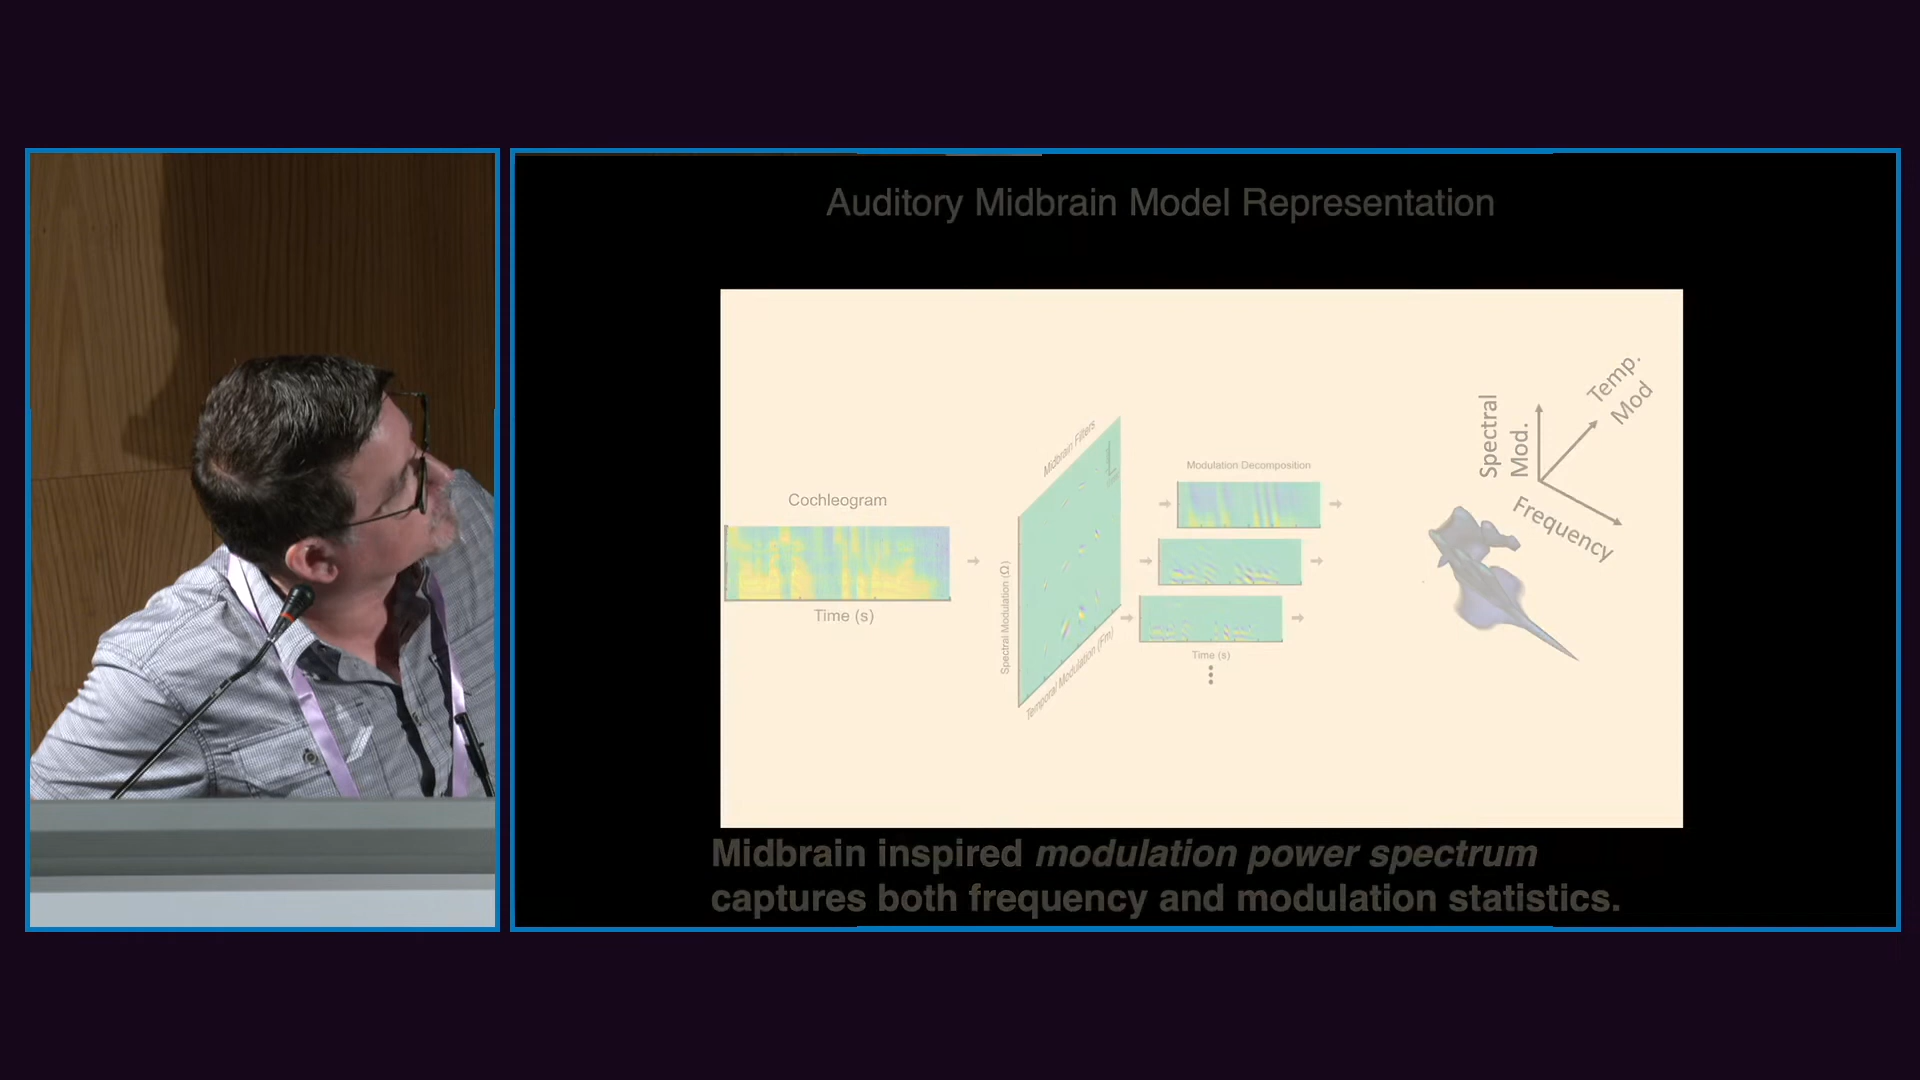 Auditory Midbrain Model Representation
Cochleogram
Time (s)
Midbrain Filters
Spectral Modulation (Ω)
Temporal Modulation (Fm)
Modulation Decomposition
Time (s)
Spectral
Mod.
Temp.
Mod
Frequency
Midbrain inspired modulation power spectrum
captures both frequency and modulation statistics.